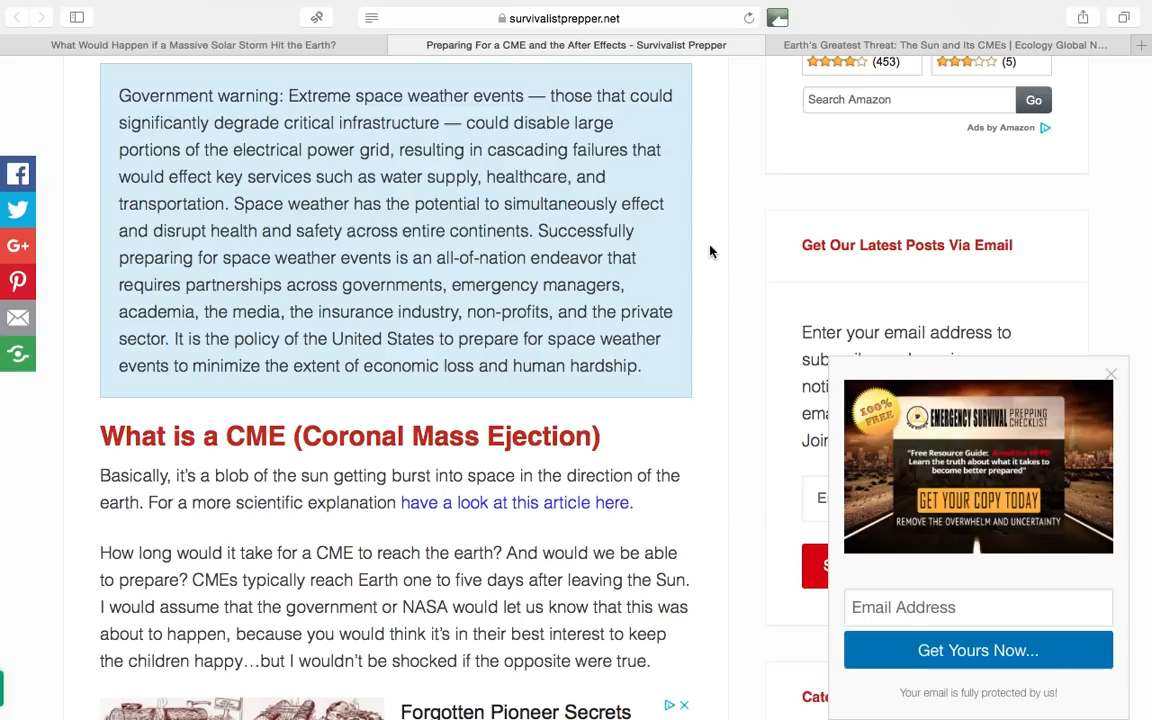 survivalistprepper.net
What Would Happen if a Massive Solar Storm Hit the Earth?
Preparing For a CME and the After Effects - Survivalist Prepper
Earth's Greatest Threat: The Sun and Its CMEs | Ecology Global N...
Government warning: Extreme space weather events — those that could
significantly degrade critical infrastructure — could disable large
portions of the electrical power grid, resulting in cascading failures that
would effect key services such as water supply, healthcare, and
transportation. Space weather has the potential to simultaneously effect
and disrupt health and safety across entire continents. Successfully
preparing for space weather events is an all-of-nation endeavor that
requires partnerships across governments, emergency managers,
academia, the media, the insurance industry, non-profits, and the private
sector. It is the policy of the United States to prepare for space weather
events to minimize the extent of economic loss and human hardship.
What is a CME (Coronal Mass Ejection)
Basically, it's a blob of the sun getting burst into space in the direction of the
earth. For a more scientific explanation have a look at this article here.
How long would it take for a CME to reach the earth? And would we be able
to prepare? CMEs typically reach Earth one to five days after leaving the Sun.
I would assume that the government or NASA would let us know that this was
about to happen, because you would think it's in their best interest to keep
the children happy…but I wouldn't be shocked if the opposite were true.
Forgotten Pioneer Secrets
(453)
(5)
Search Amazon
Go
Ads by Amazon
Get Our Latest Posts Via Email
Enter your email address to
100%
FREE
EMERGENCY SURVIVAL PREPPING
CHECKLIST
"Free Resource Guide:
Learn the truth about what it takes to
become better prepared"
GET YOUR COPY TODAY
REMOVE THE OVERWHELM AND UNCERTAINTY
Email Address
Get Yours Now...
Your email is fully protected by us!
G+